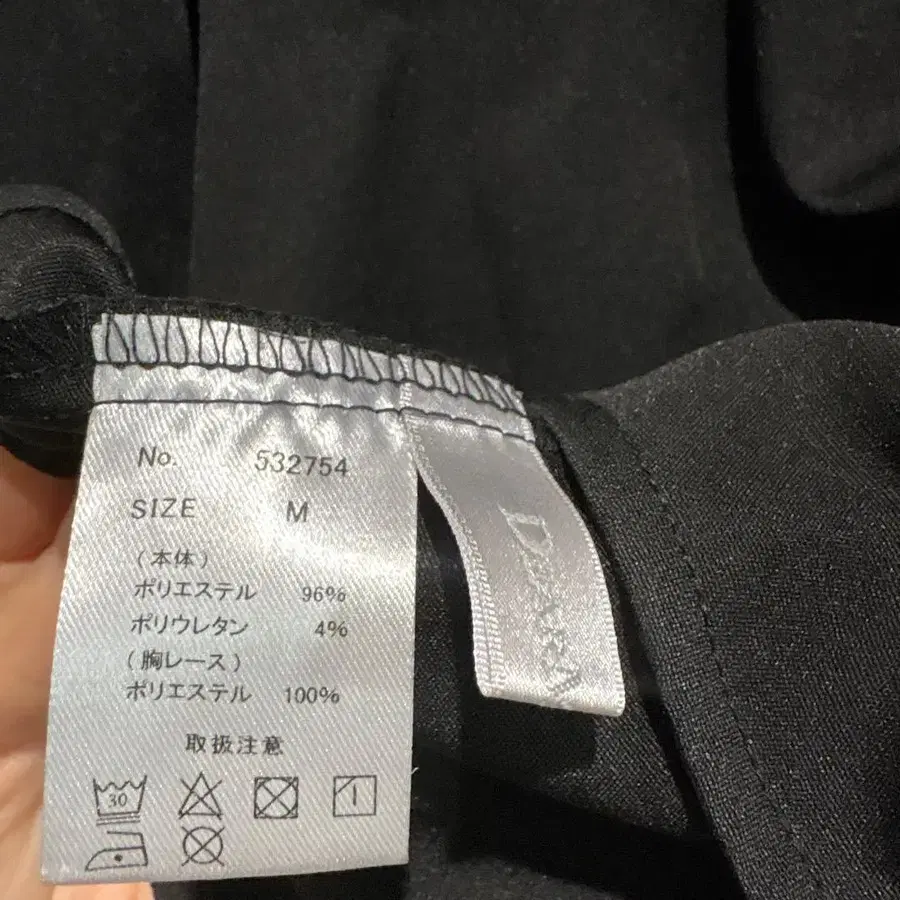 No. 532754
SIZE M
(本体)
ポリエステル 96%
ポリウレタン 4%
(胸レース)
ポリエステル 100%
取扱注意
30